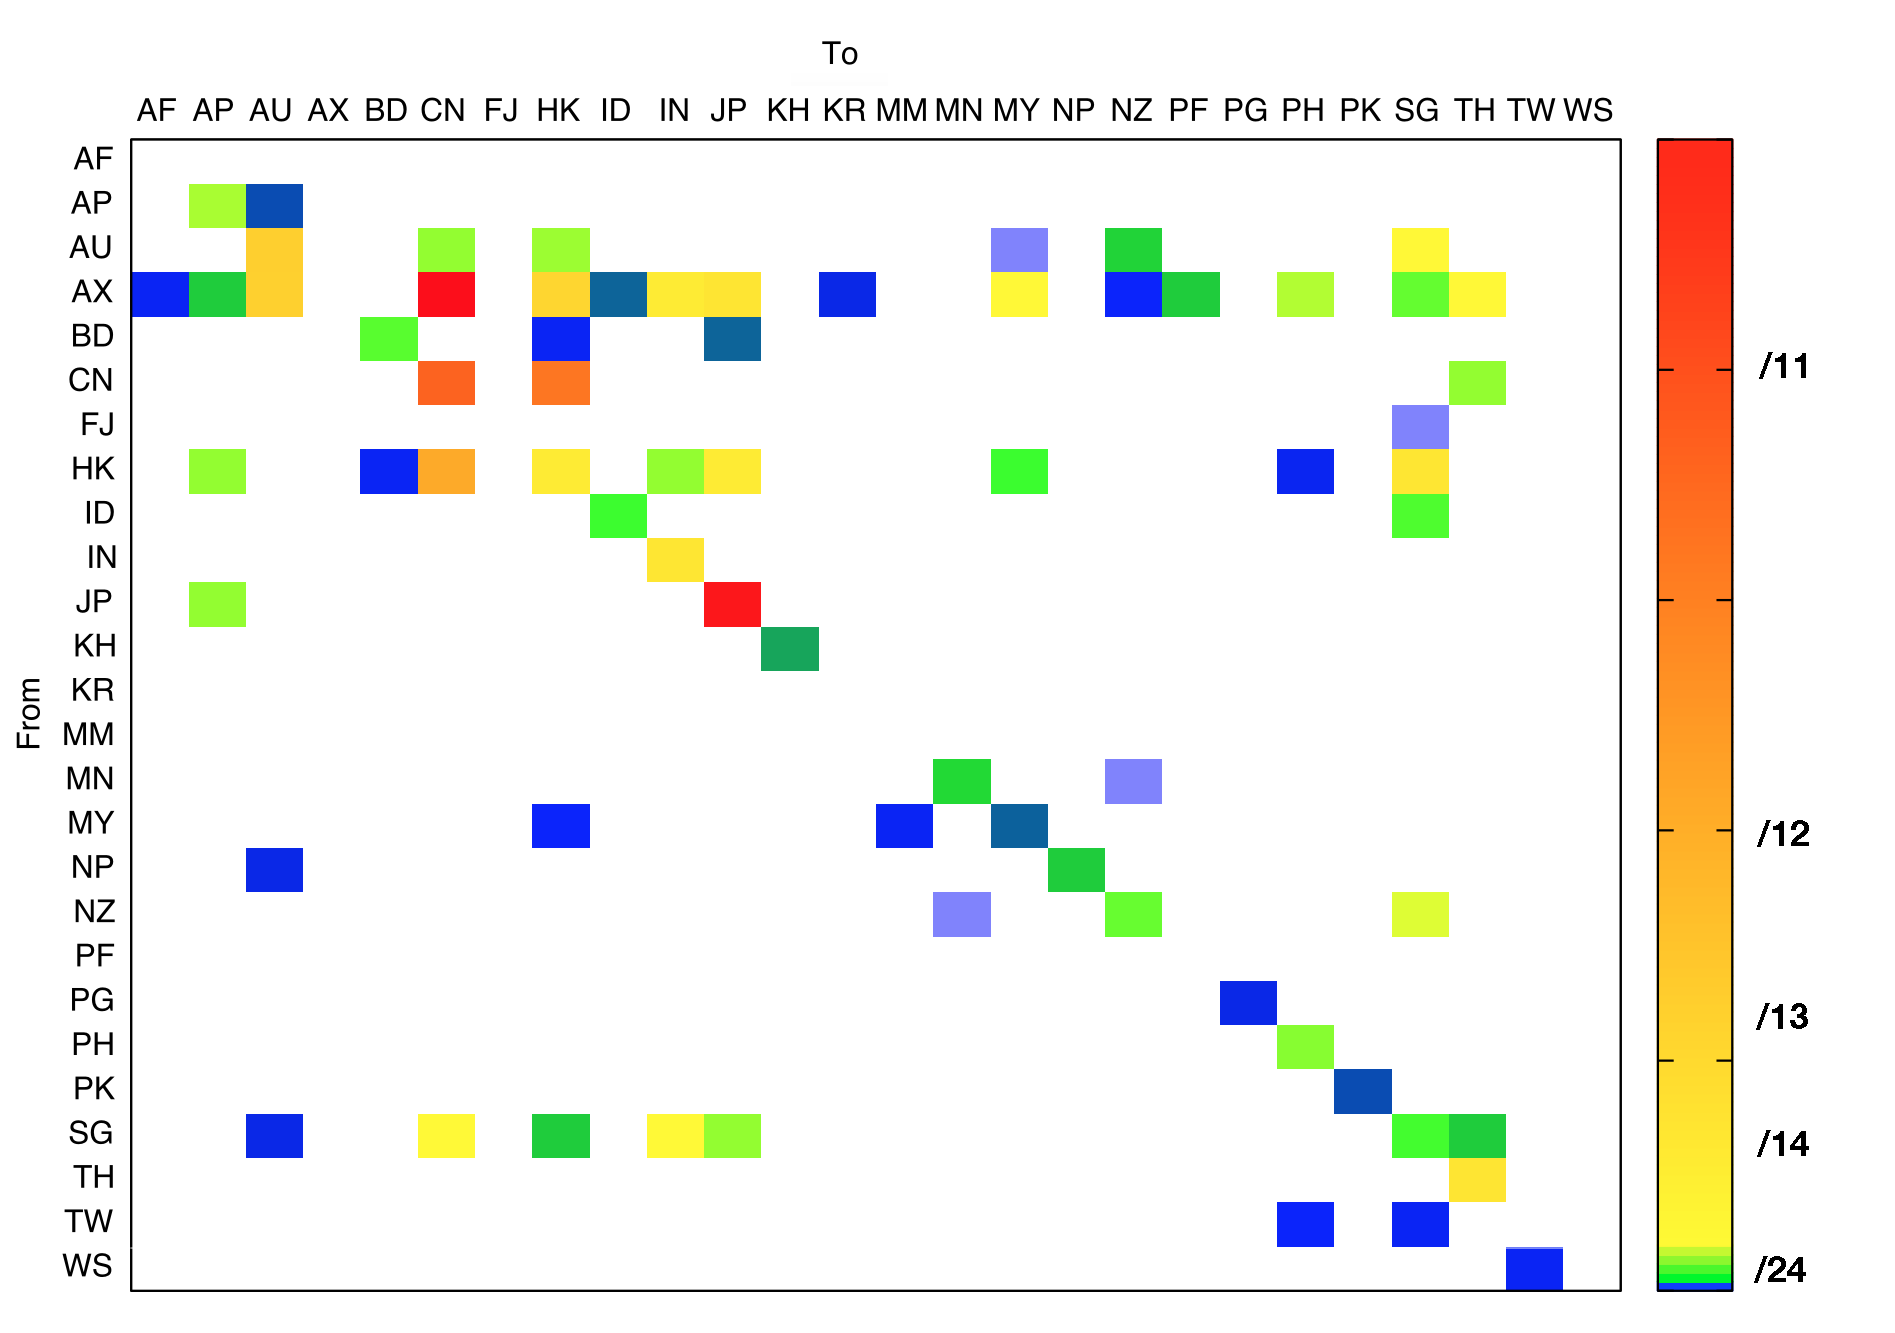 To
AF AP AU AX BD CN FJ HK ID IN JP KH KR MM MN MY NP NZ PF PG PH PK SG TH TW WS
AF
AP
AU
AX
BD
CN
FJ
HK
ID
IN
JP
KH
KR
MM
MN
MY
NP
NZ
PF
PG
PH
PK
SG
TH
TW
WS
From
/11
/12
/13
/14
/24